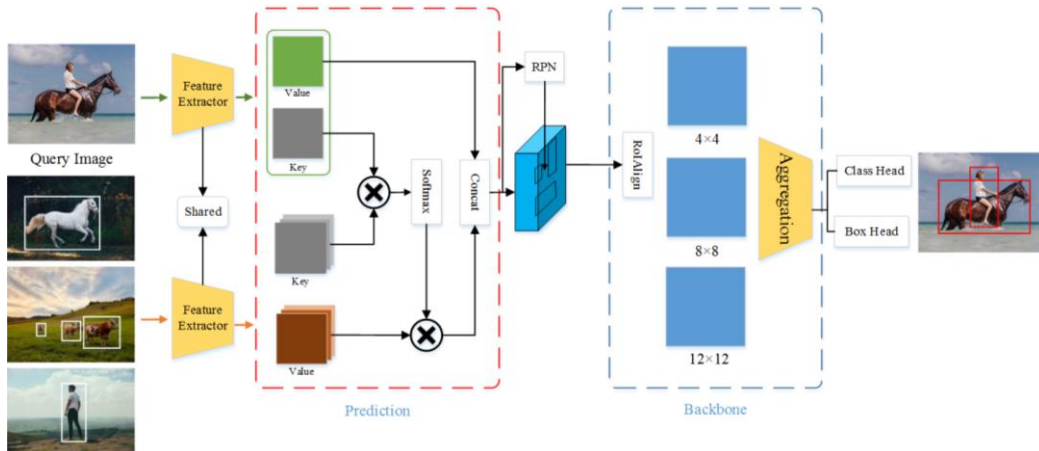 Query Image
Feature
Extractor
Shared
Feature
Extractor
Value
Key
Key
Value
Softmax
Concat
Prediction
RPN
RoIAlign
4×4
8×8
12×12
Backbone
Aggregation
Class Head
Box Head